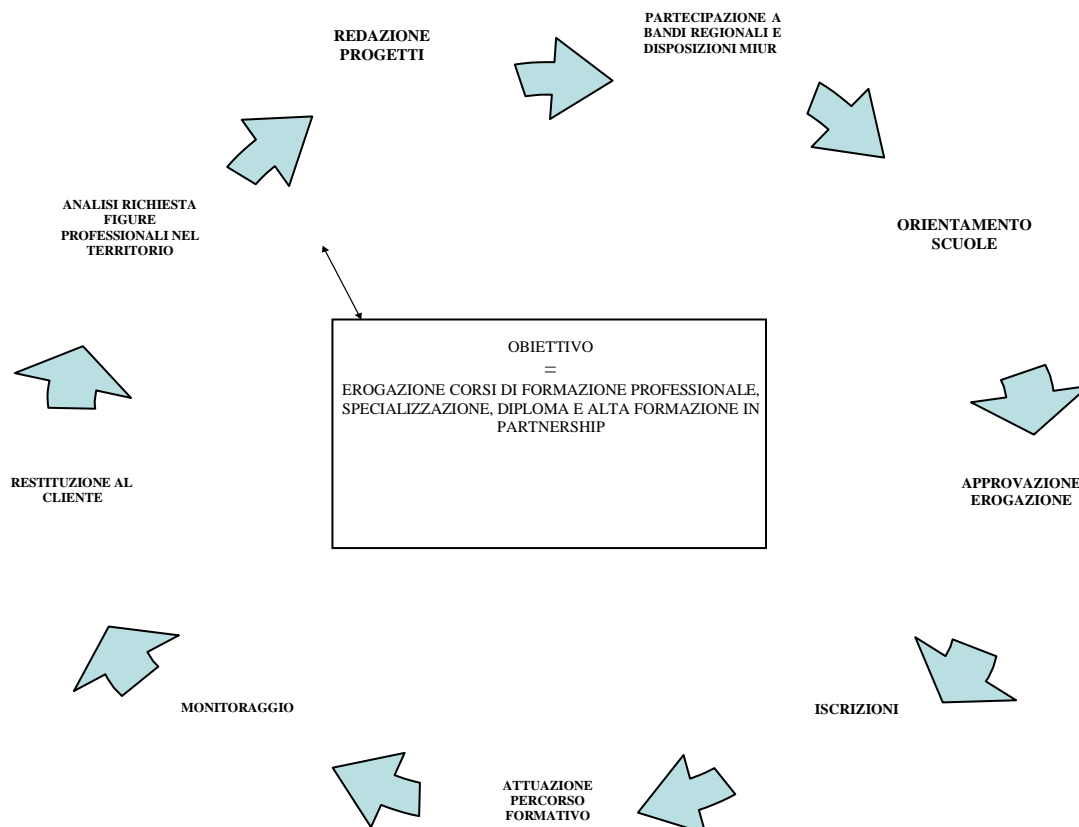 REDAZIONE
PROGETTI
PARTECIPAZIONE A
BANDI REGIONALI E
DISPOSIZIONI MIUR
ORIENTAMENTO
SCUOLE
APPROVAZIONE
EROGAZIONE
ISCRIZIONI
ATTUAZIONE
PERCORSO
FORMATIVO
MONITORAGGIO
RESTITUZIONE AL
CLIENTE
ANALISI RICHIESTA
FIGURE
PROFESSIONALI NEL
TERRITORIO
OBIETTIVO
=
EROGAZIONE CORSI DI FORMAZIONE PROFESSIONALE,
SPECIALIZZAZIONE, DIPLOMA E ALTA FORMAZIONE IN
PARTNERSHIP